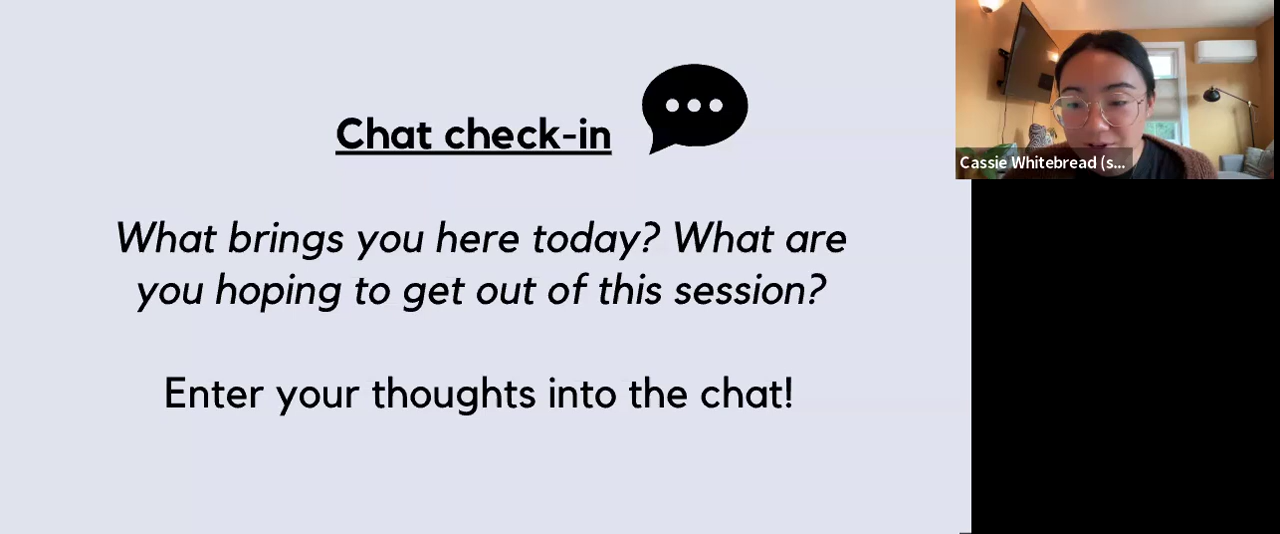 Chat check-in
What brings you here today? What are
you hoping to get out of this session?
Enter your thoughts into the chat!
Cassie Whitebread (s...